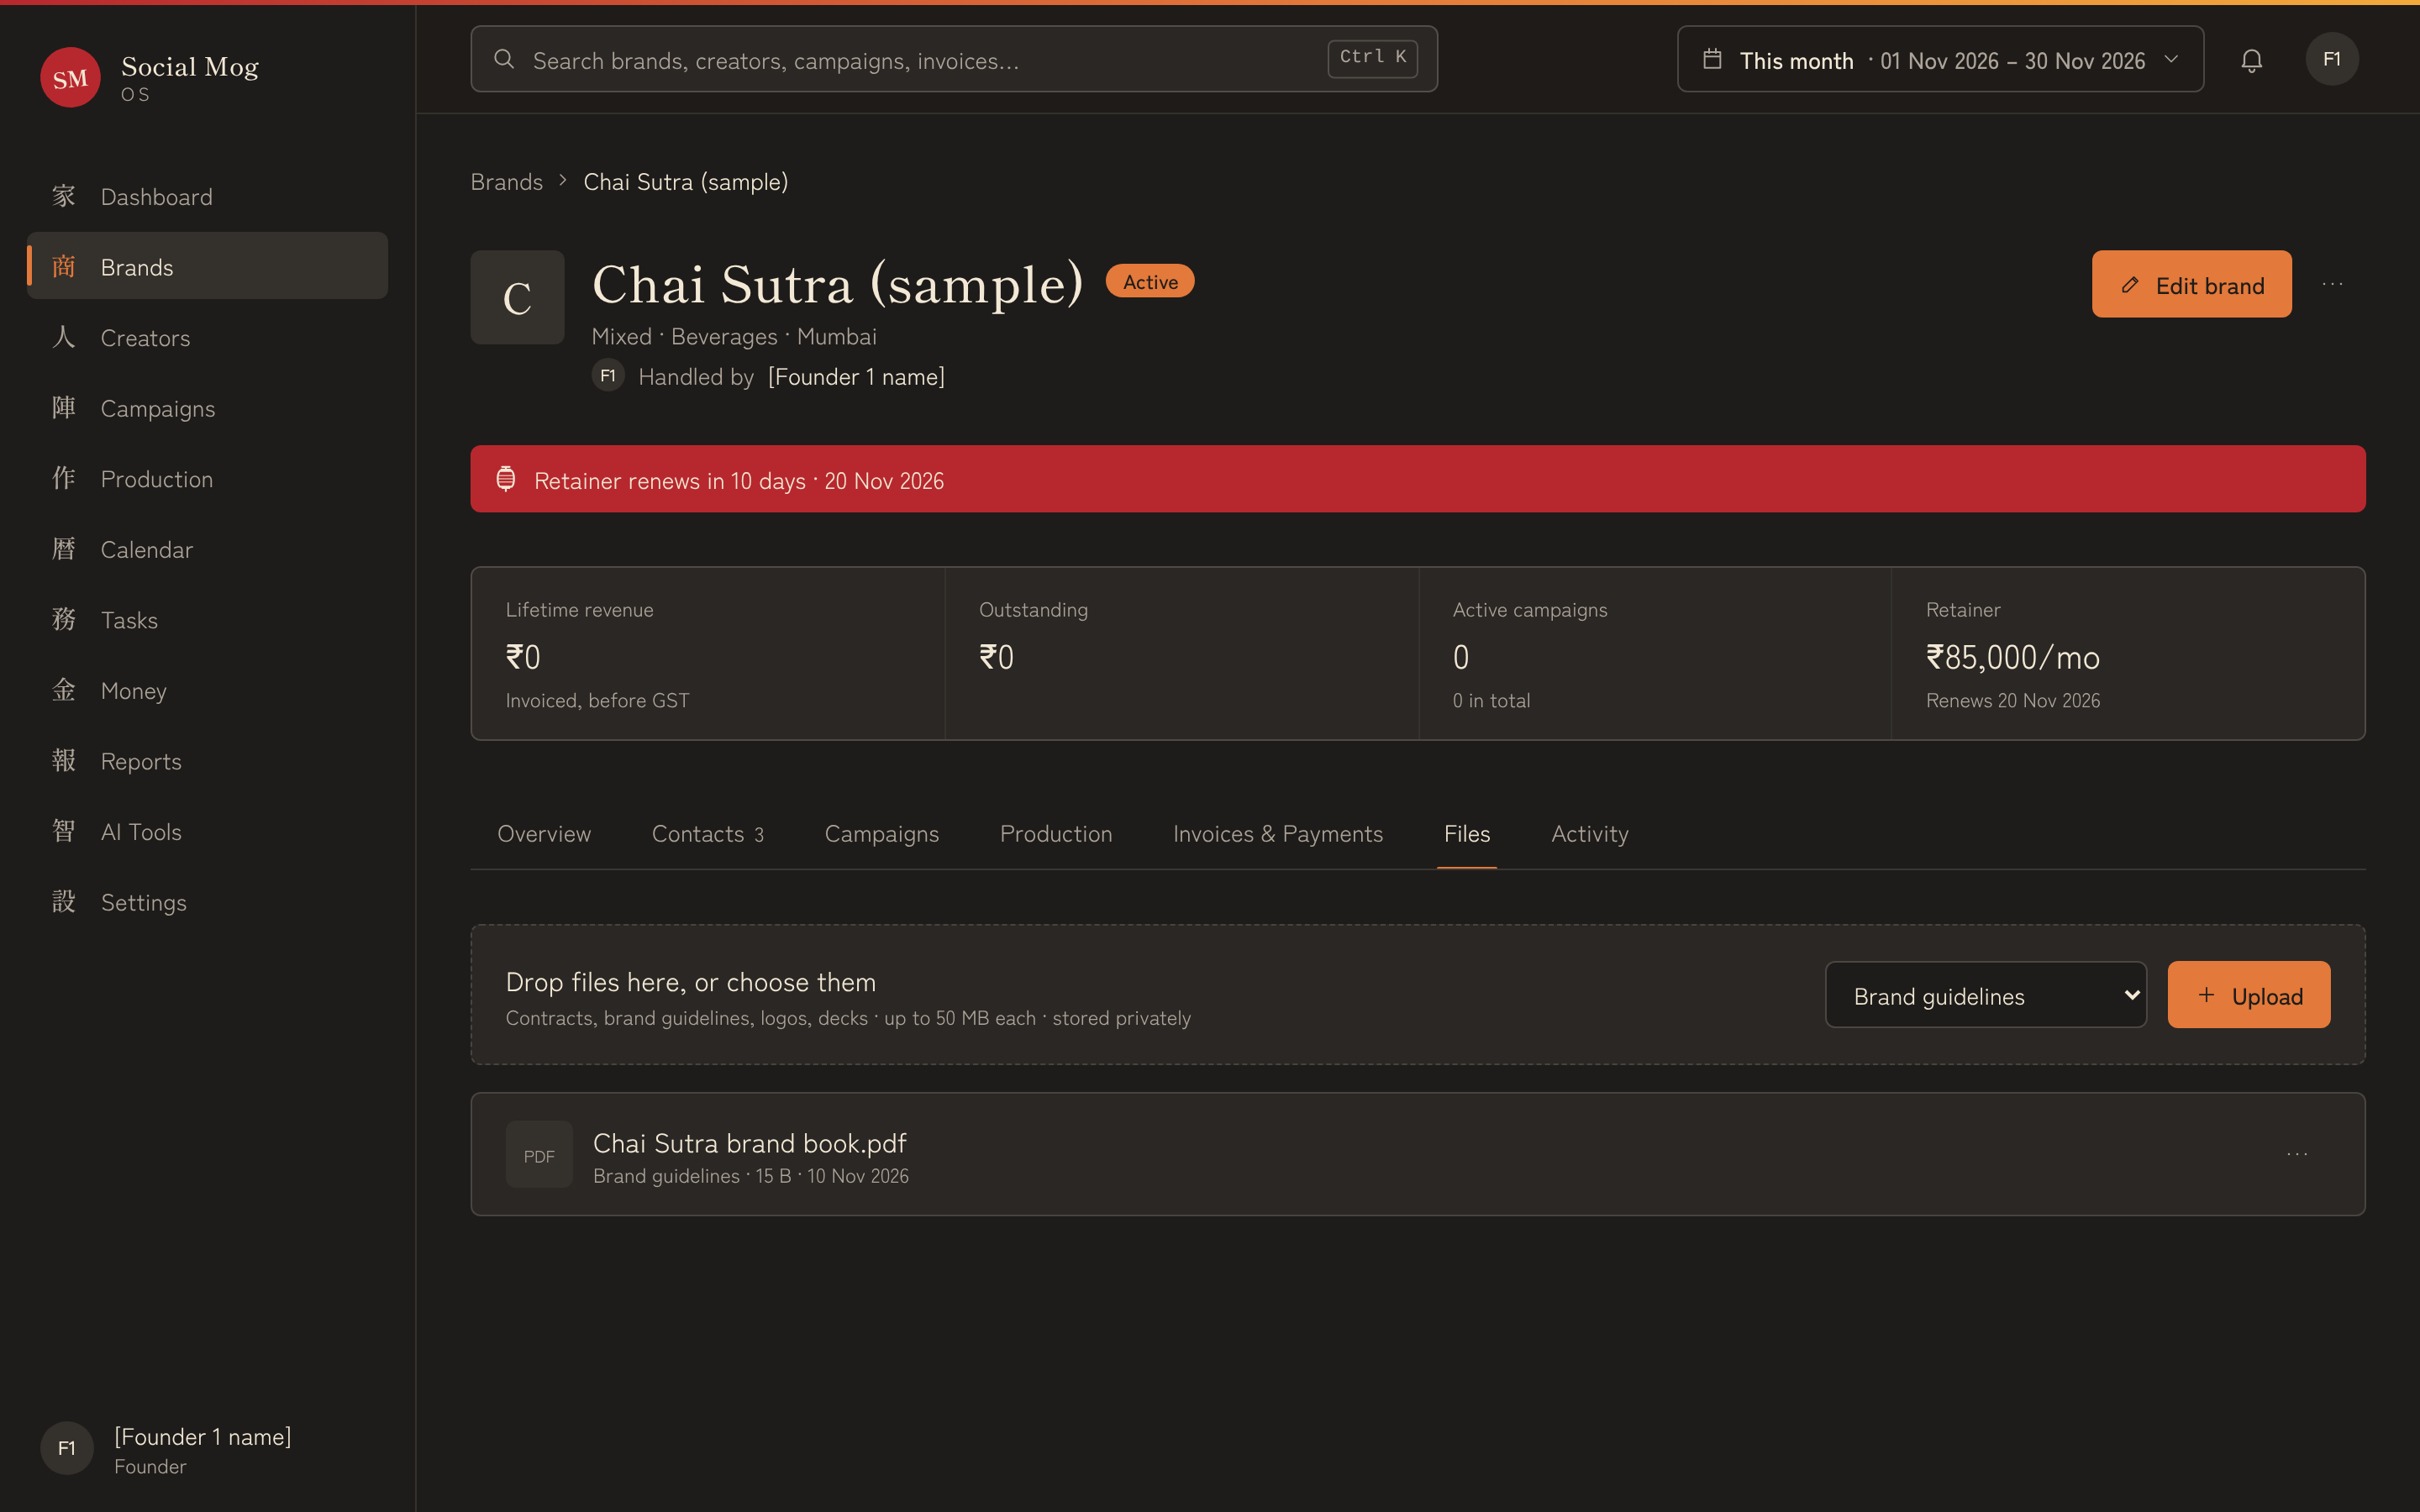 SM
Social Mog
OS
Search brands, creators, campaigns, invoices...
Ctrl K
This month · 01 Nov 2026 – 30 Nov 2026
F1
家 Dashboard
商 Brands
人 Creators
陣 Campaigns
作 Production
暦 Calendar
務 Tasks
金 Money
報 Reports
智 AI Tools
設 Settings
F1
[Founder 1 name]
Founder
Brands > Chai Sutra (sample)
C
Chai Sutra (sample)
Active
Mixed · Beverages · Mumbai
F1 Handled by [Founder 1 name]
Edit brand
...
Retainer renews in 10 days · 20 Nov 2026
Lifetime revenue
₹0
Invoiced, before GST
Outstanding
₹0
Active campaigns
0
0 in total
Retainer
₹85,000/mo
Renews 20 Nov 2026
Overview Contacts 3 Campaigns Production Invoices & Payments Files Activity
Drop files here, or choose them
Contracts, brand guidelines, logos, decks · up to 50 MB each · stored privately
Brand guidelines
+ Upload
PDF
Chai Sutra brand book.pdf
Brand guidelines · 15 B · 10 Nov 2026
...